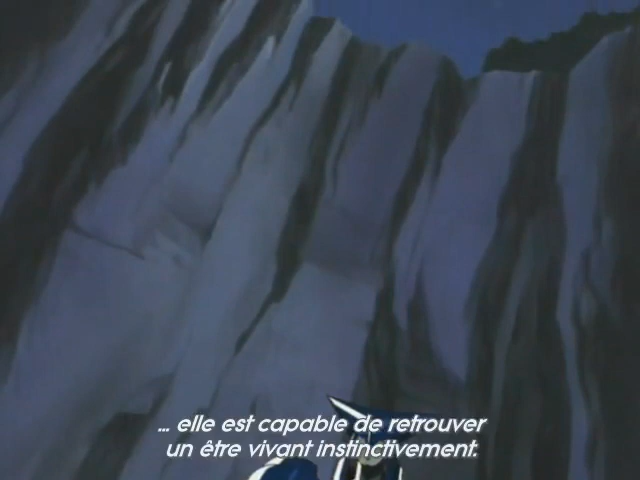 ... elle est capable de retrouver
un être vivant instinctivement.